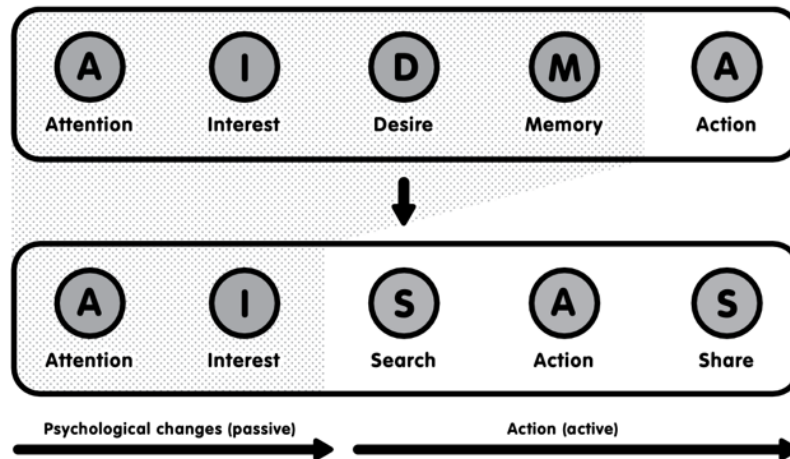 A I D M A
Attention Interest Desire Memory Action
A I S A S
Attention Interest Search Action Share
Psychological changes (passive) Action (active)